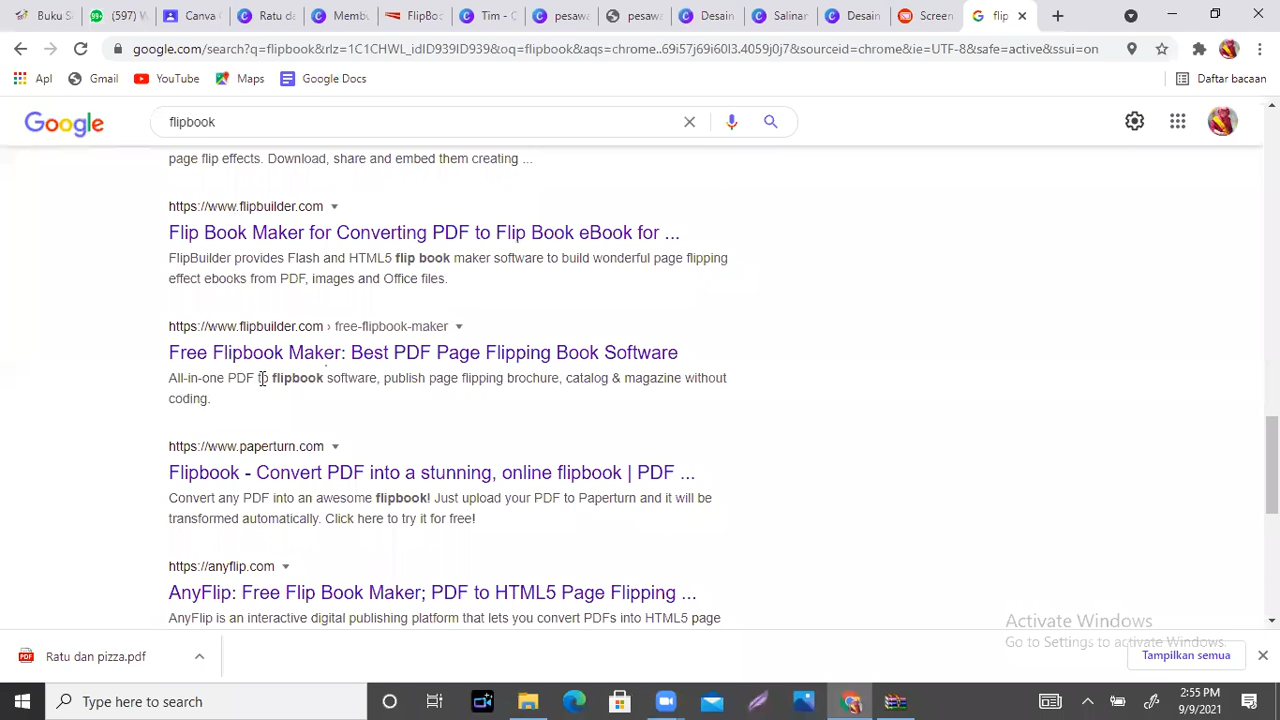 Buku S
(597) W
Canva
Ratu da
Membu
FlipBoo
Tim - C
pesawa
pesawa
Desain
Salinar
Desain
Screen
flip
google.com/search?q=flipbook&rlz=1C1CHWL_idID939ID939&oq=flipbook&aqs=chrome..69i57j69i60l3.4059j0j7&sourceid=chrome&ie=UTF-8&safe=active&ssui=on
Apl
Gmail
YouTube
Maps
Google Docs
Daftar bacaan
Google
flipbook
page flip effects. Download, share and embed them creating ...
https://www.flipbuilder.com
Flip Book Maker for Converting PDF to Flip Book eBook for ...
FlipBuilder provides Flash and HTML5 flip book maker software to build wonderful page flipping
effect ebooks from PDF, images and Office files.
https://www.flipbuilder.com › free-flipbook-maker
Free Flipbook Maker: Best PDF Page Flipping Book Software
All-in-one PDF to flipbook software, publish page flipping brochure, catalog & magazine without
coding.
https://www.paperturn.com
Flipbook - Convert PDF into a stunning, online flipbook | PDF ...
Convert any PDF into an awesome flipbook! Just upload your PDF to Paperturn and it will be
transformed automatically. Click here to try it for free!
https://anyflip.com
AnyFlip: Free Flip Book Maker; PDF to HTML5 Page Flipping ...
AnyFlip is an interactive digital publishing platform that lets you convert PDFs into HTML5 page
Activate Windows
Go to Settings to activate Windows.
Ratu dan pizza.pdf
Tampilkan semua
Type here to search
2:55 PM
9/9/2021